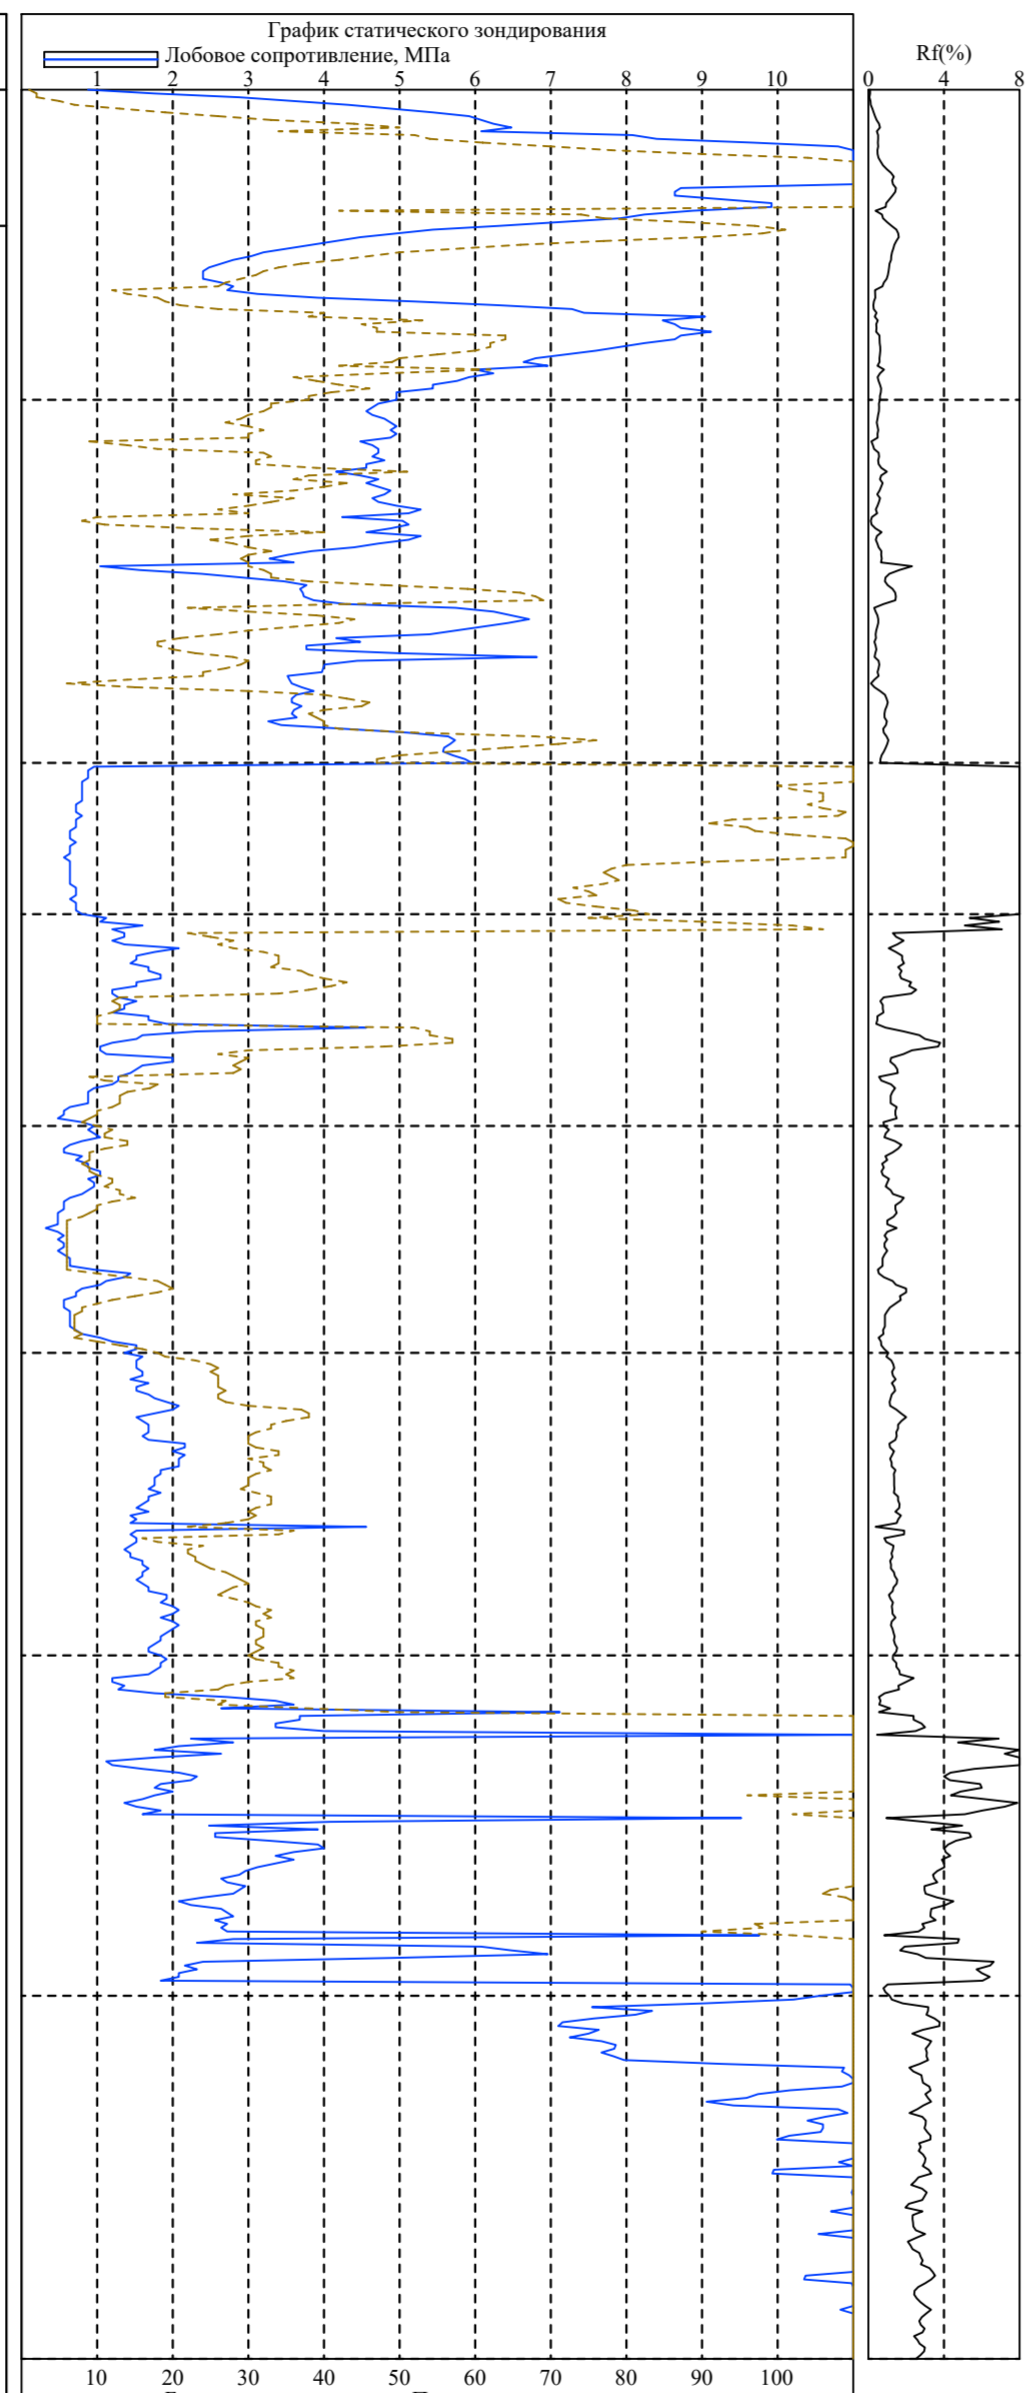 График статического зондирования
Лобовое сопротивление, МПа
Rf(%)
1 2 3 4 5 6 7 8 9 10
0 4 8
10 20 30 40 50 60 70 80 90 100